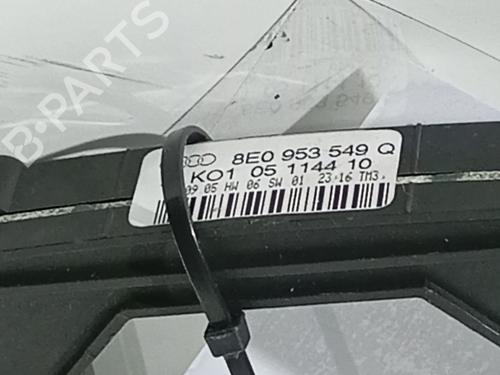 B-PARTS
8E0 953 549 Q
KO1 05 1144 10
09 05 HW 06 SW 01 23:16 TM3